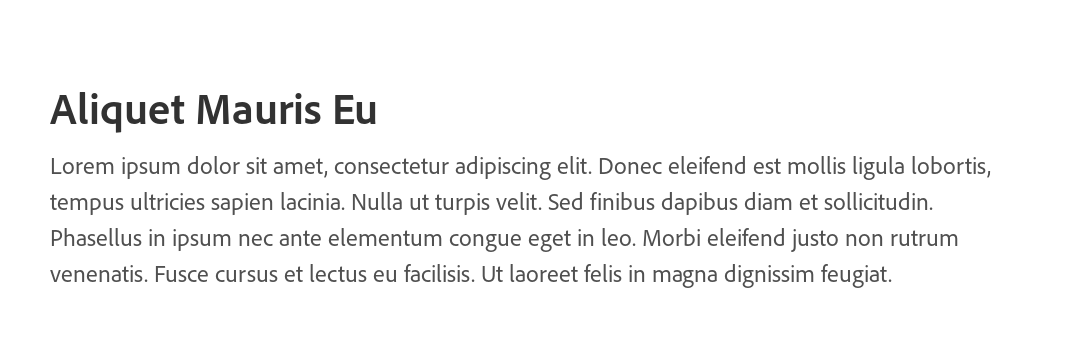 Aliquet Mauris Eu
Lorem ipsum dolor sit amet, consectetur adipiscing elit. Donec eleifend est mollis ligula lobortis,
tempus ultricies sapien lacinia. Nulla ut turpis velit. Sed finibus dapibus diam et sollicitudin.
Phasellus in ipsum nec ante elementum congue eget in leo. Morbi eleifend justo non rutrum
venenatis. Fusce cursus et lectus eu facilisis. Ut laoreet felis in magna dignissim feugiat.